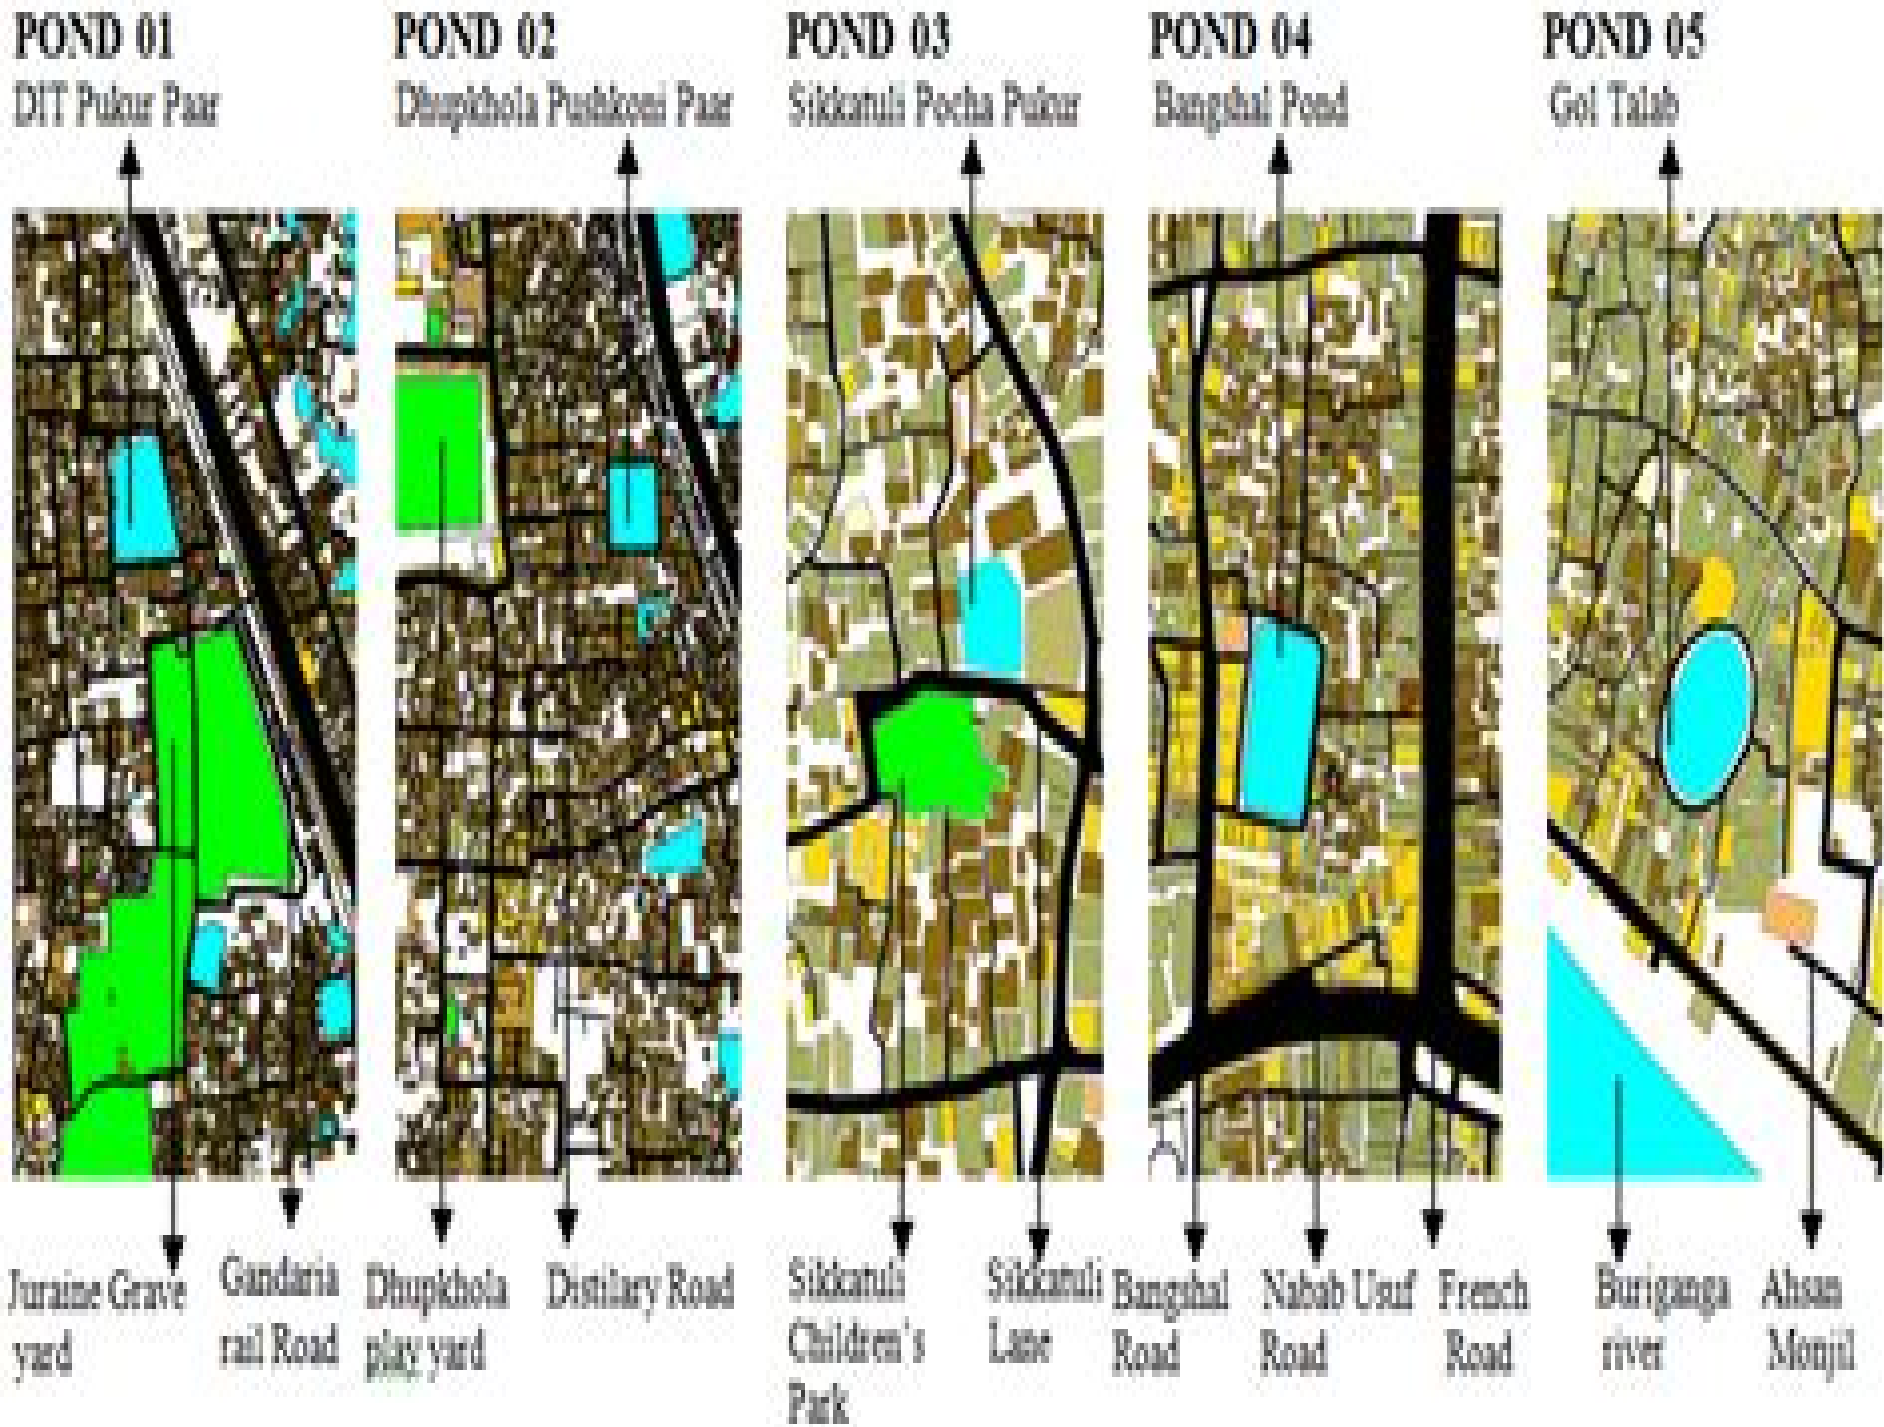 POND 01
DIT Pukur Paar
POND 02
Dhupkhola Pushkoni Paar
POND 03
Sikkatuli Pocha Pukur
POND 04
Bangshal Pond
POND 05
Gol Talab
Juraine Grave
yard
Gandaria
rail Road
Dhupkhola
play yard
Distilary Road
Sikkatuli
Children's
Park
Sikkatuli
Lane
Bangshal
Road
Nabab Usuf
Road
French
Road
Buriganga
river
Ahsan
Monjil